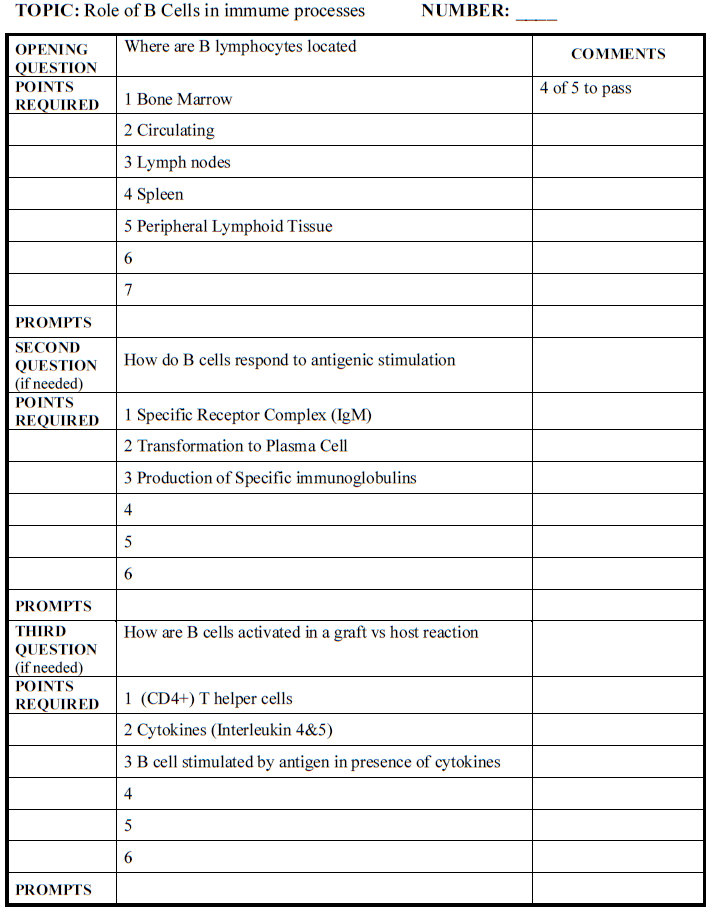 TOPIC: Role of B Cells in immune processes NUMBER: ____
OPENING QUESTION Where are B lymphocytes located COMMENTS
POINTS REQUIRED 1 Bone Marrow 4 of 5 to pass
2 Circulating
3 Lymph nodes
4 Spleen
5 Peripheral Lymphoid Tissue
6
7
PROMPTS
SECOND QUESTION (if needed) How do B cells respond to antigenic stimulation
POINTS REQUIRED 1 Specific Receptor Complex (IgM)
2 Transformation to Plasma Cell
3 Production of Specific immunoglobulins
4
5
6
PROMPTS
THIRD QUESTION (if needed) How are B cells activated in a graft vs host reaction
POINTS REQUIRED 1 (CD4+) T helper cells
2 Cytokines (Interleukin 4&5)
3 B cell stimulated by antigen in presence of cytokines
4
5
6
PROMPTS